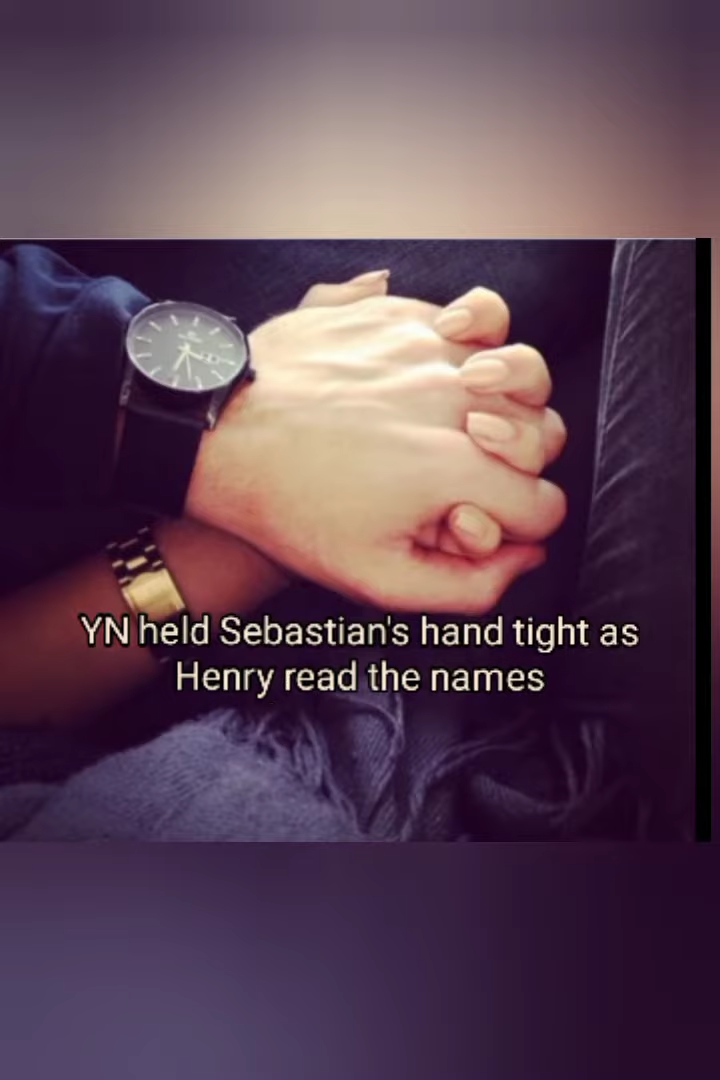 YN held Sebastian's hand tight as
Henry read the names